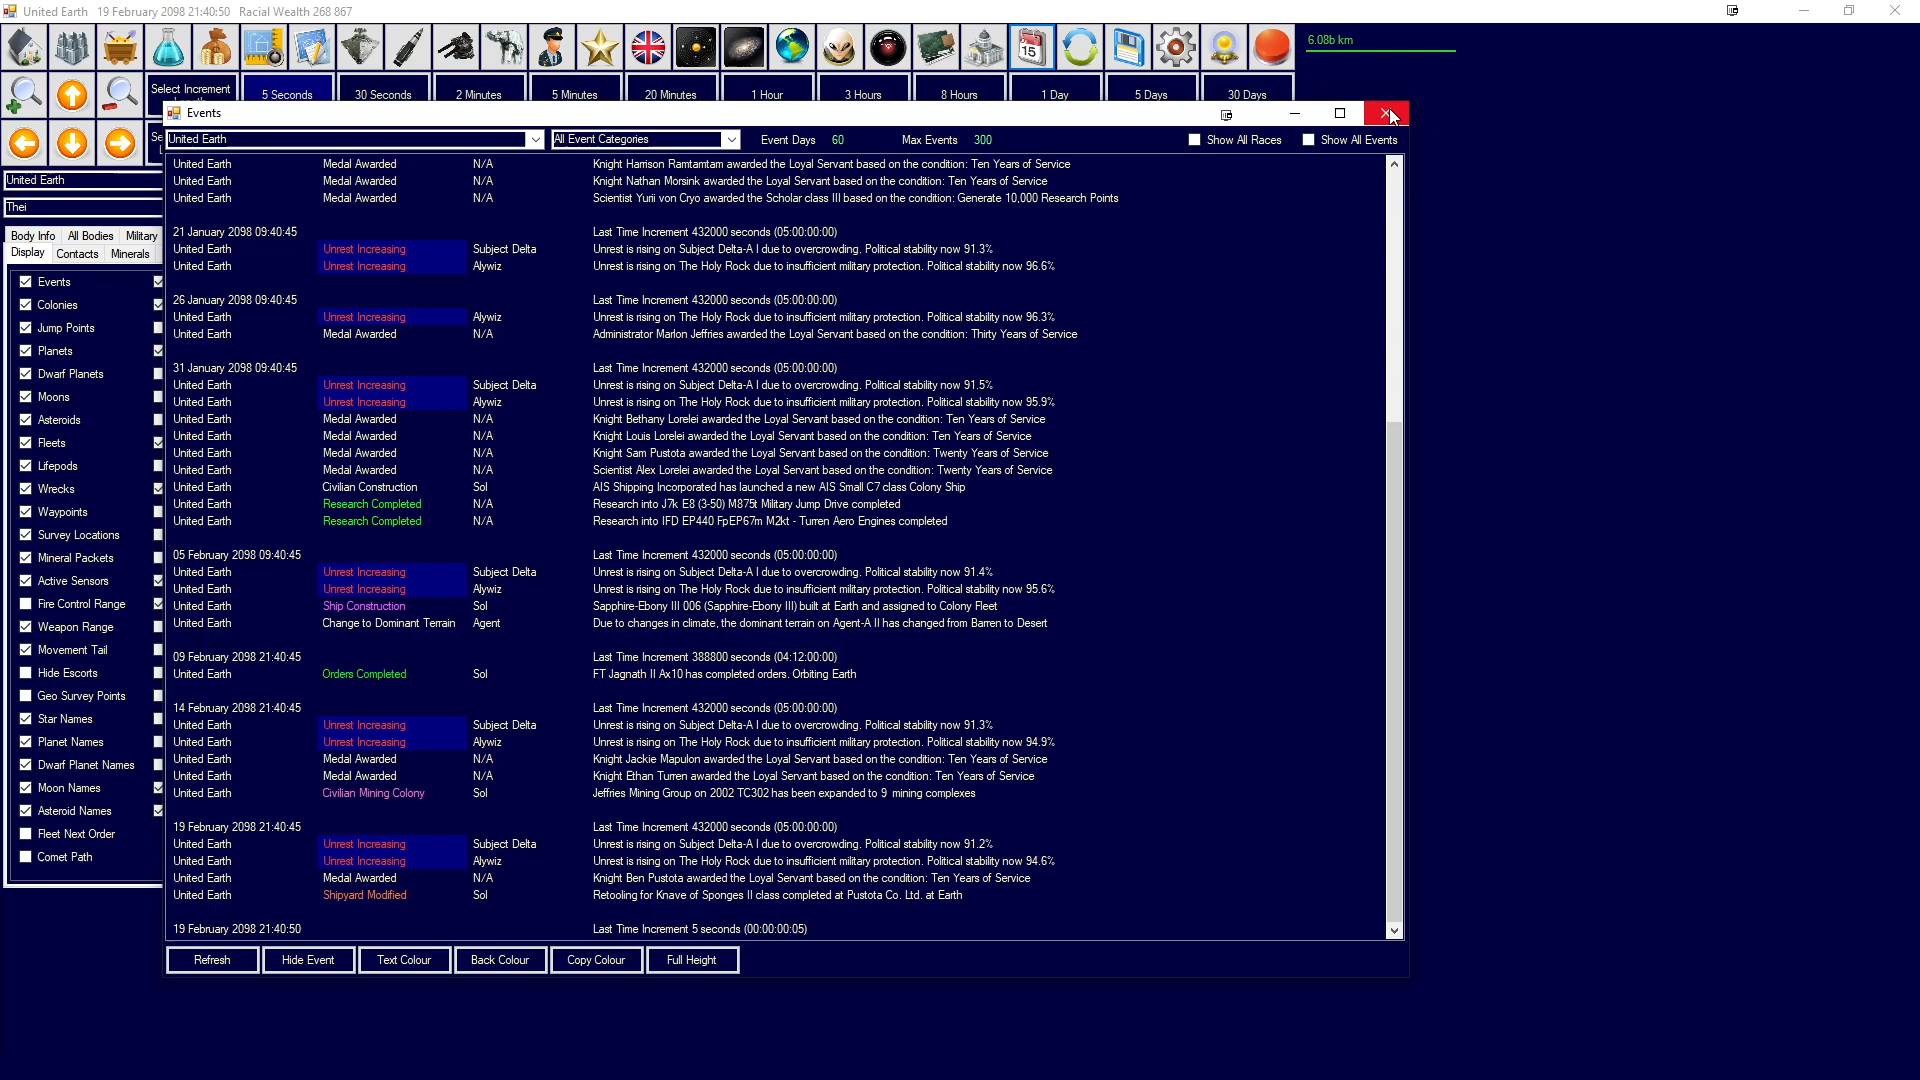 United Earth   19 February 2098 21:40:50   Racial Wealth 268 867
15
6.08b km
Select Increment
5 Seconds   30 Seconds   2 Minutes   5 Minutes   20 Minutes   1 Hour   3 Hours   8 Hours   1 Day   5 Days   30 Days
Events
United Earth   All Event Categories   Event Days   60   Max Events   300   Show All Races   Show All Events
United Earth   Medal Awarded   N/A   Knight Harrison Ramtamtam awarded the Loyal Servant based on the condition: Ten Years of Service
United Earth   Medal Awarded   N/A   Knight Nathan Morsink awarded the Loyal Servant based on the condition: Ten Years of Service
United Earth   Medal Awarded   N/A   Scientist Yurii von Cryo awarded the Scholar class III based on the condition: Generate 10,000 Research Points
21 January 2098 09:40:45   Last Time Increment 432000 seconds (05:00:00:00)
United Earth   Unrest Increasing   Subject Delta   Unrest is rising on Subject Delta-A I due to overcrowding. Political stability now 91.3%
United Earth   Unrest Increasing   Alywiz   Unrest is rising on The Holy Rock due to insufficient military protection. Political stability now 96.6%
26 January 2098 09:40:45   Last Time Increment 432000 seconds (05:00:00:00)
United Earth   Unrest Increasing   Alywiz   Unrest is rising on The Holy Rock due to insufficient military protection. Political stability now 96.3%
United Earth   Medal Awarded   N/A   Administrator Marlon Jeffries awarded the Loyal Servant based on the condition: Thirty Years of Service
31 January 2098 09:40:45   Last Time Increment 432000 seconds (05:00:00:00)
United Earth   Unrest Increasing   Subject Delta   Unrest is rising on Subject Delta-A I due to overcrowding. Political stability now 91.5%
United Earth   Unrest Increasing   Alywiz   Unrest is rising on The Holy Rock due to insufficient military protection. Political stability now 95.9%
United Earth   Medal Awarded   N/A   Knight Bethany Lorelei awarded the Loyal Servant based on the condition: Ten Years of Service
United Earth   Medal Awarded   N/A   Knight Louis Lorelei awarded the Loyal Servant based on the condition: Ten Years of Service
United Earth   Medal Awarded   N/A   Knight Sam Pustota awarded the Loyal Servant based on the condition: Twenty Years of Service
United Earth   Medal Awarded   N/A   Scientist Alex Lorelei awarded the Loyal Servant based on the condition: Twenty Years of Service
United Earth   Civilian Construction   Sol   AIS Shipping Incorporated has launched a new AIS Small C7 class Colony Ship
United Earth   Research Completed   N/A   Research into J7k E8 (3-50) M875t Military Jump Drive completed
United Earth   Research Completed   N/A   Research into IFD EP440 FpEP67m M2kt - Turren Aero Engines completed
05 February 2098 09:40:45   Last Time Increment 432000 seconds (05:00:00:00)
United Earth   Unrest Increasing   Subject Delta   Unrest is rising on Subject Delta-A I due to overcrowding. Political stability now 91.4%
United Earth   Unrest Increasing   Alywiz   Unrest is rising on The Holy Rock due to insufficient military protection. Political stability now 95.6%
United Earth   Ship Construction   Sol   Sapphire-Ebony III 006 (Sapphire-Ebony III) built at Earth and assigned to Colony Fleet
United Earth   Change to Dominant Terrain   Agent   Due to changes in climate, the dominant terrain on Agent-A II has changed from Barren to Desert
09 February 2098 21:40:45   Last Time Increment 388800 seconds (04:12:00:00)
United Earth   Orders Completed   Sol   FT Jagnath II Ax10 has completed orders. Orbiting Earth
14 February 2098 21:40:45   Last Time Increment 432000 seconds (05:00:00:00)
United Earth   Unrest Increasing   Subject Delta   Unrest is rising on Subject Delta-A I due to overcrowding. Political stability now 91.3%
United Earth   Unrest Increasing   Alywiz   Unrest is rising on The Holy Rock due to insufficient military protection. Political stability now 94.9%
United Earth   Medal Awarded   N/A   Knight Jackie Mapulon awarded the Loyal Servant based on the condition: Ten Years of Service
United Earth   Medal Awarded   N/A   Knight Ethan Turren awarded the Loyal Servant based on the condition: Ten Years of Service
United Earth   Civilian Mining Colony   Sol   Jeffries Mining Group on 2002 TC302 has been expanded to 9 mining complexes
19 February 2098 21:40:45   Last Time Increment 432000 seconds (05:00:00:00)
United Earth   Unrest Increasing   Subject Delta   Unrest is rising on Subject Delta-A I due to overcrowding. Political stability now 91.2%
United Earth   Unrest Increasing   Alywiz   Unrest is rising on The Holy Rock due to insufficient military protection. Political stability now 94.6%
United Earth   Medal Awarded   N/A   Knight Ben Pustota awarded the Loyal Servant based on the condition: Ten Years of Service
United Earth   Shipyard Modified   Sol   Retooling for Knave of Sponges II class completed at Pustota Co. Ltd. at Earth
19 February 2098 21:40:50   Last Time Increment 5 seconds (00:00:00:05)
Refresh   Hide Event   Text Colour   Back Colour   Copy Colour   Full Height
United Earth
Thei
Body Info   All Bodies   Military
Display   Contacts   Minerals
Events
Colonies
Jump Points
Planets
Dwarf Planets
Moons
Asteroids
Fleets
Lifepods
Wrecks
Waypoints
Survey Locations
Mineral Packets
Active Sensors
Fire Control Range
Weapon Range
Movement Tail
Hide Escorts
Geo Survey Points
Star Names
Planet Names
Dwarf Planet Names
Moon Names
Asteroid Names
Fleet Next Order
Comet Path